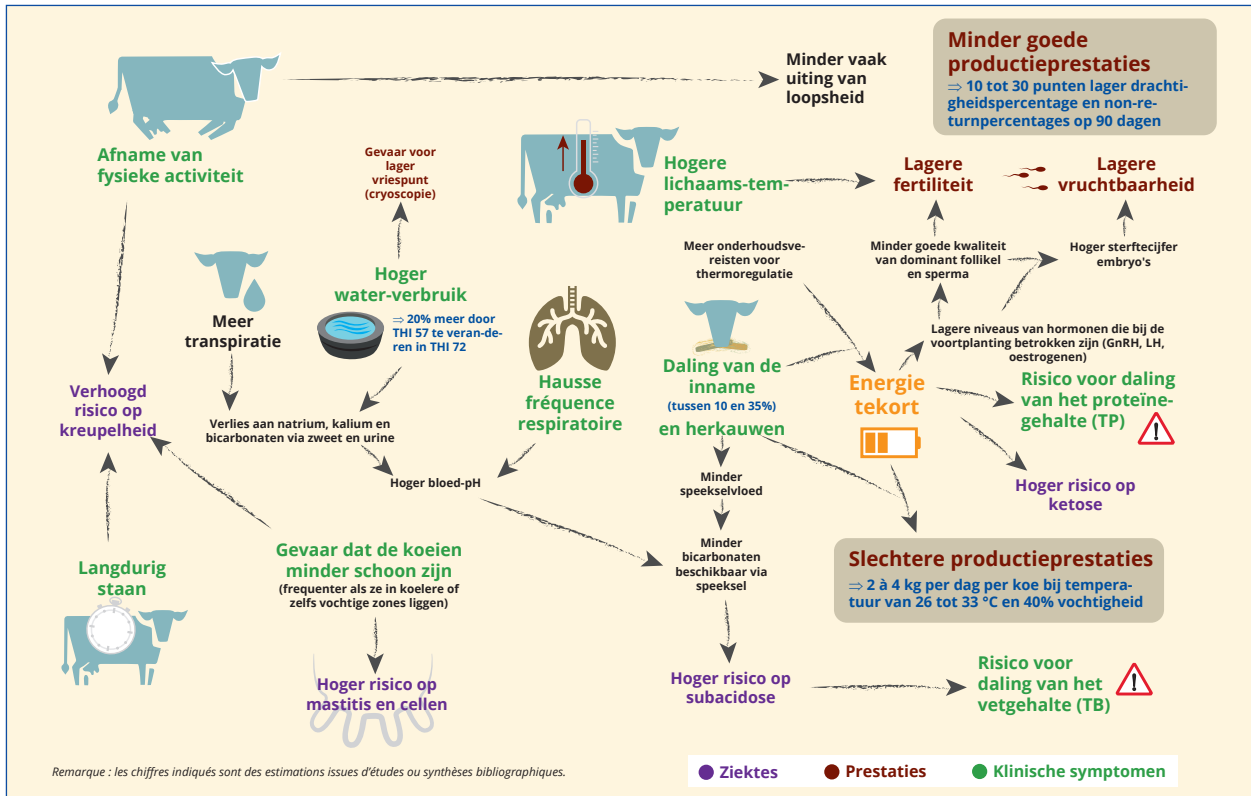 Minder vaak
uiting van
loopsheid
Minder goede
productieprestaties
⇒ 10 tot 30 punten lager drachti-
gheidspercentage en non-re-
turnpercentages op 90 dagen
Afname van
fysieke activiteit
Gevaar voor
lager
vriespunt
(cryoscopie)
Hogere
lichaams-tem-
peratuur
Lagere
fertiliteit
Lagere
vruchtbaarheid
Meer onderhoudsve-
reisten voor
thermoregulatie
Minder goede kwaliteit
van dominant follikel
en sperma
Hoger sterftecijfer
embryo's
Hoger
water-verbruik
⇒ 20% meer door
THI 57 te veran-de-
ren in THI 72
Meer
transpiratie
Lagere niveaus van hormonen die bij de
voortplanting betrokken zijn (GnRH, LH,
oestrogenen)
Hausse
fréquence
respiratoire
Daling van de
inname
(tussen 10 en 35%)
en herkauwen
Energie
tekort
Risico voor daling
van het proteïne-
gehalte (TP)
Verhoogd
risico op
kreupelheid
Verlies aan natrium, kalium en
bicarbonaten via zweet en urine
Hoger bloed-pH
Minder
speekselvloed
Hoger risico op
ketose
Minder
bicarbonaten
beschikbaar via
speeksel
Langdurig
staan
Gevaar dat de koeien
minder schoon zijn
(frequenter als ze in koelere of
zelfs vochtige zones liggen)
Slechtere productieprestaties
⇒ 2 à 4 kg per dag per koe bij tempera-
tuur van 26 tot 33 °C en 40% vochtigheid
Hoger risico op
mastitis en cellen
Hoger risico op
subacidose
Risico voor
daling van het
vetgehalte (TB)
Remarque : les chiffres indiqués sont des estimations issues d'études ou synthèses bibliographiques.
Ziektes
Prestaties
Klinische symptomen